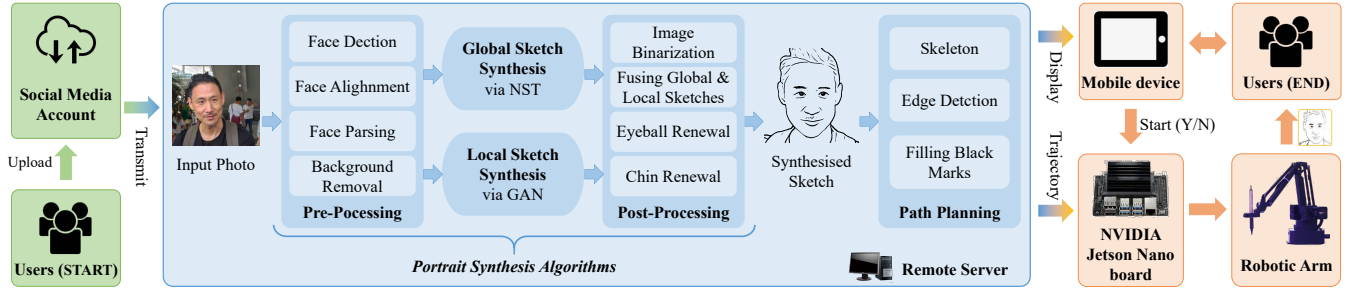 Social Media
Account
Upload
Users (START)
Transmit
Input Photo
Face Dection
Face Alighnment
Face Parsing
Background
Removal
Pre-Pocessing
Global Sketch
Synthesis
via NST
Local Sketch
Synthesis
via GAN
Image
Binarization
Fusing Global &
Local Sketches
Eyeball Renewal
Chin Renewal
Post-Processing
Portrait Synthesis Algorithms
Synthesised
Sketch
Skeleton
Edge Detction
Filling Black
Marks
Path Planning
Remote Server
Display
Trajectory
Mobile device
Users (END)
Start (Y/N)
NVIDIA
Jetson Nano
board
Robotic Arm